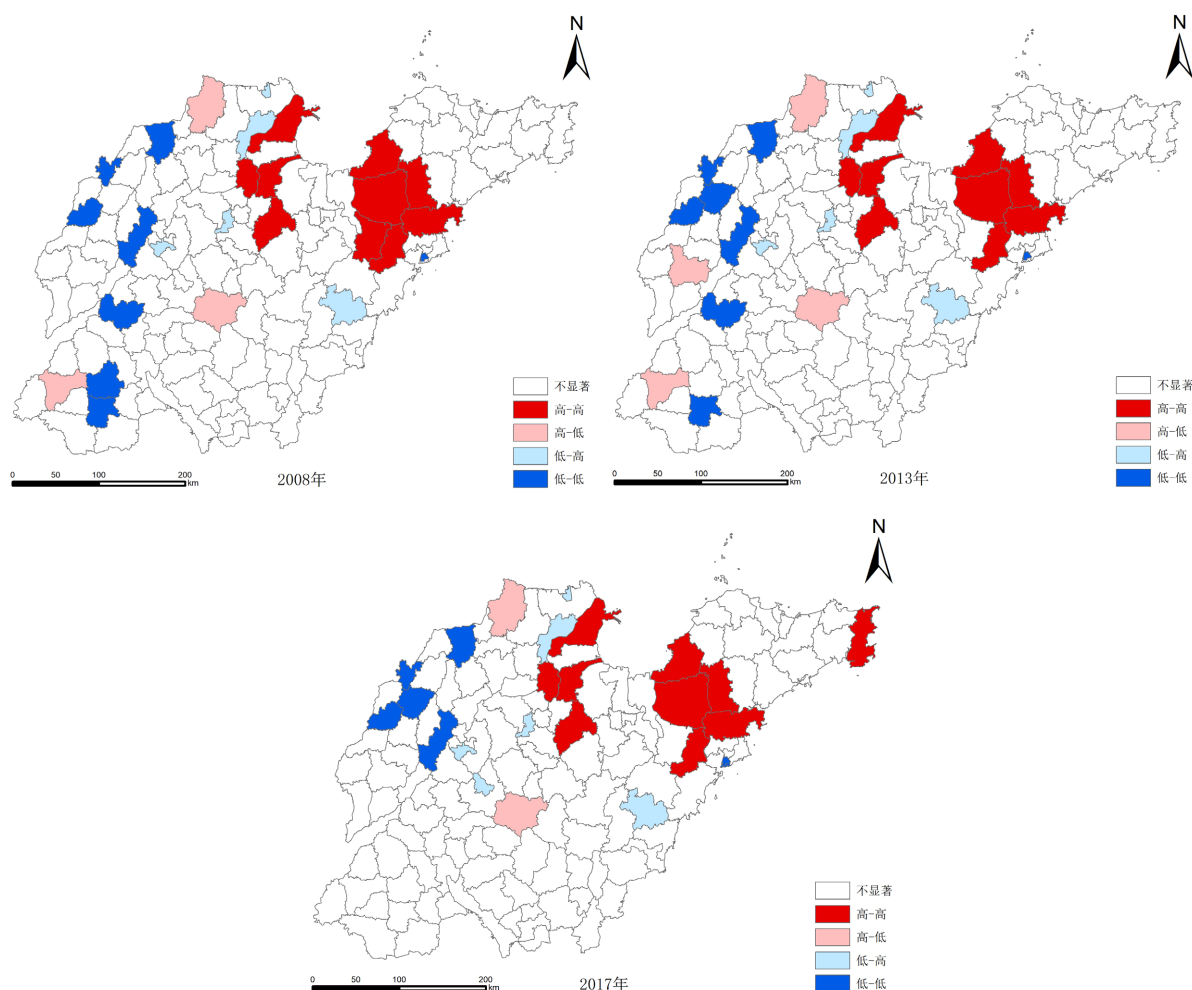 N
不显著
高-高
高-低
低-高
低-低
0 50 100 200
km
2008年
N
不显著
高-高
高-低
低-高
低-低
0 50 100 200
km
2013年
N
不显著
高-高
高-低
低-高
低-低
0 50 100 200
km
2017年